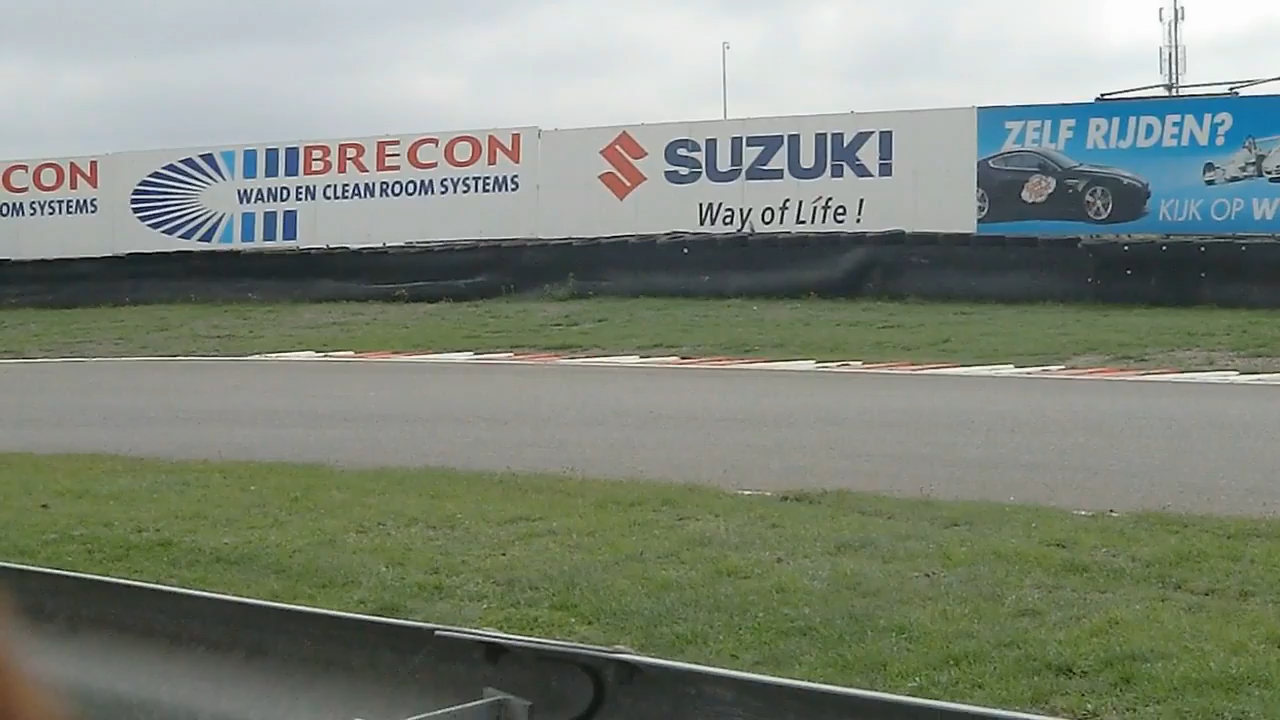 CON
OM SYSTEMS
BRECON
WAND EN CLEAN ROOM SYSTEMS
SUZUKI
Way of Life!
ZELF RIJDEN?
KIJK OP W